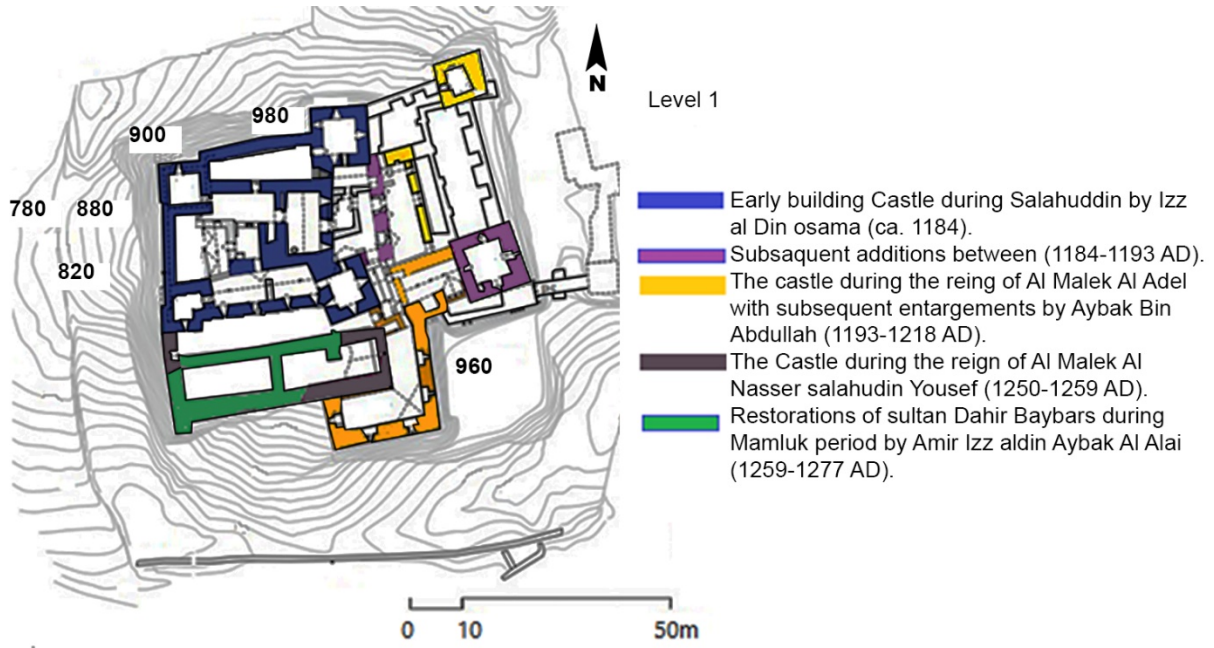 N
Level 1
980
900
780
880
820
960
Early building Castle during Salahuddin by Izz
al Din osama (ca. 1184).
Subsaquent additions between (1184-1193 AD).
The castle during the reing of Al Malek Al Adel
with subsequent entargements by Aybak Bin
Abdullah (1193-1218 AD).
The Castle during the reign of Al Malek Al
Nasser salahudin Yousef (1250-1259 AD).
Restorations of sultan Dahir Baybars during
Mamluk period by Amir Izz aldin Aybak Al Alai
(1259-1277 AD).
0 10 50m